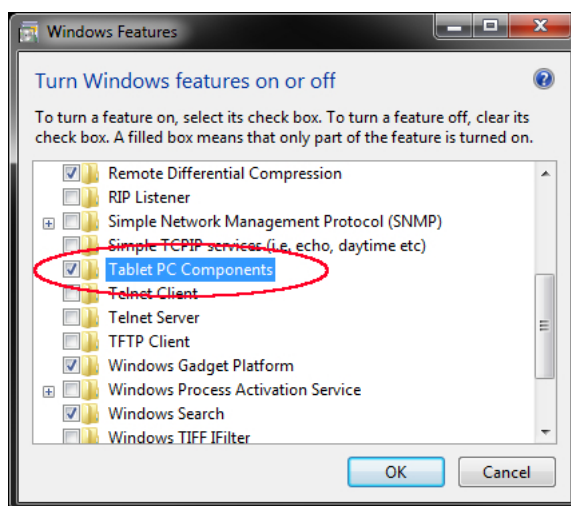 Windows Features
Turn Windows features on or off
To turn a feature on, select its check box. To turn a feature off, clear its
check box. A filled box means that only part of the feature is turned on.
Remote Differential Compression
RIP Listener
Simple Network Management Protocol (SNMP)
Simple TCPIP services (i.e. echo, daytime etc)
Tablet PC Components
Telnet Client
Telnet Server
TFTP Client
Windows Gadget Platform
Windows Process Activation Service
Windows Search
Windows TIFF IFilter
OK Cancel